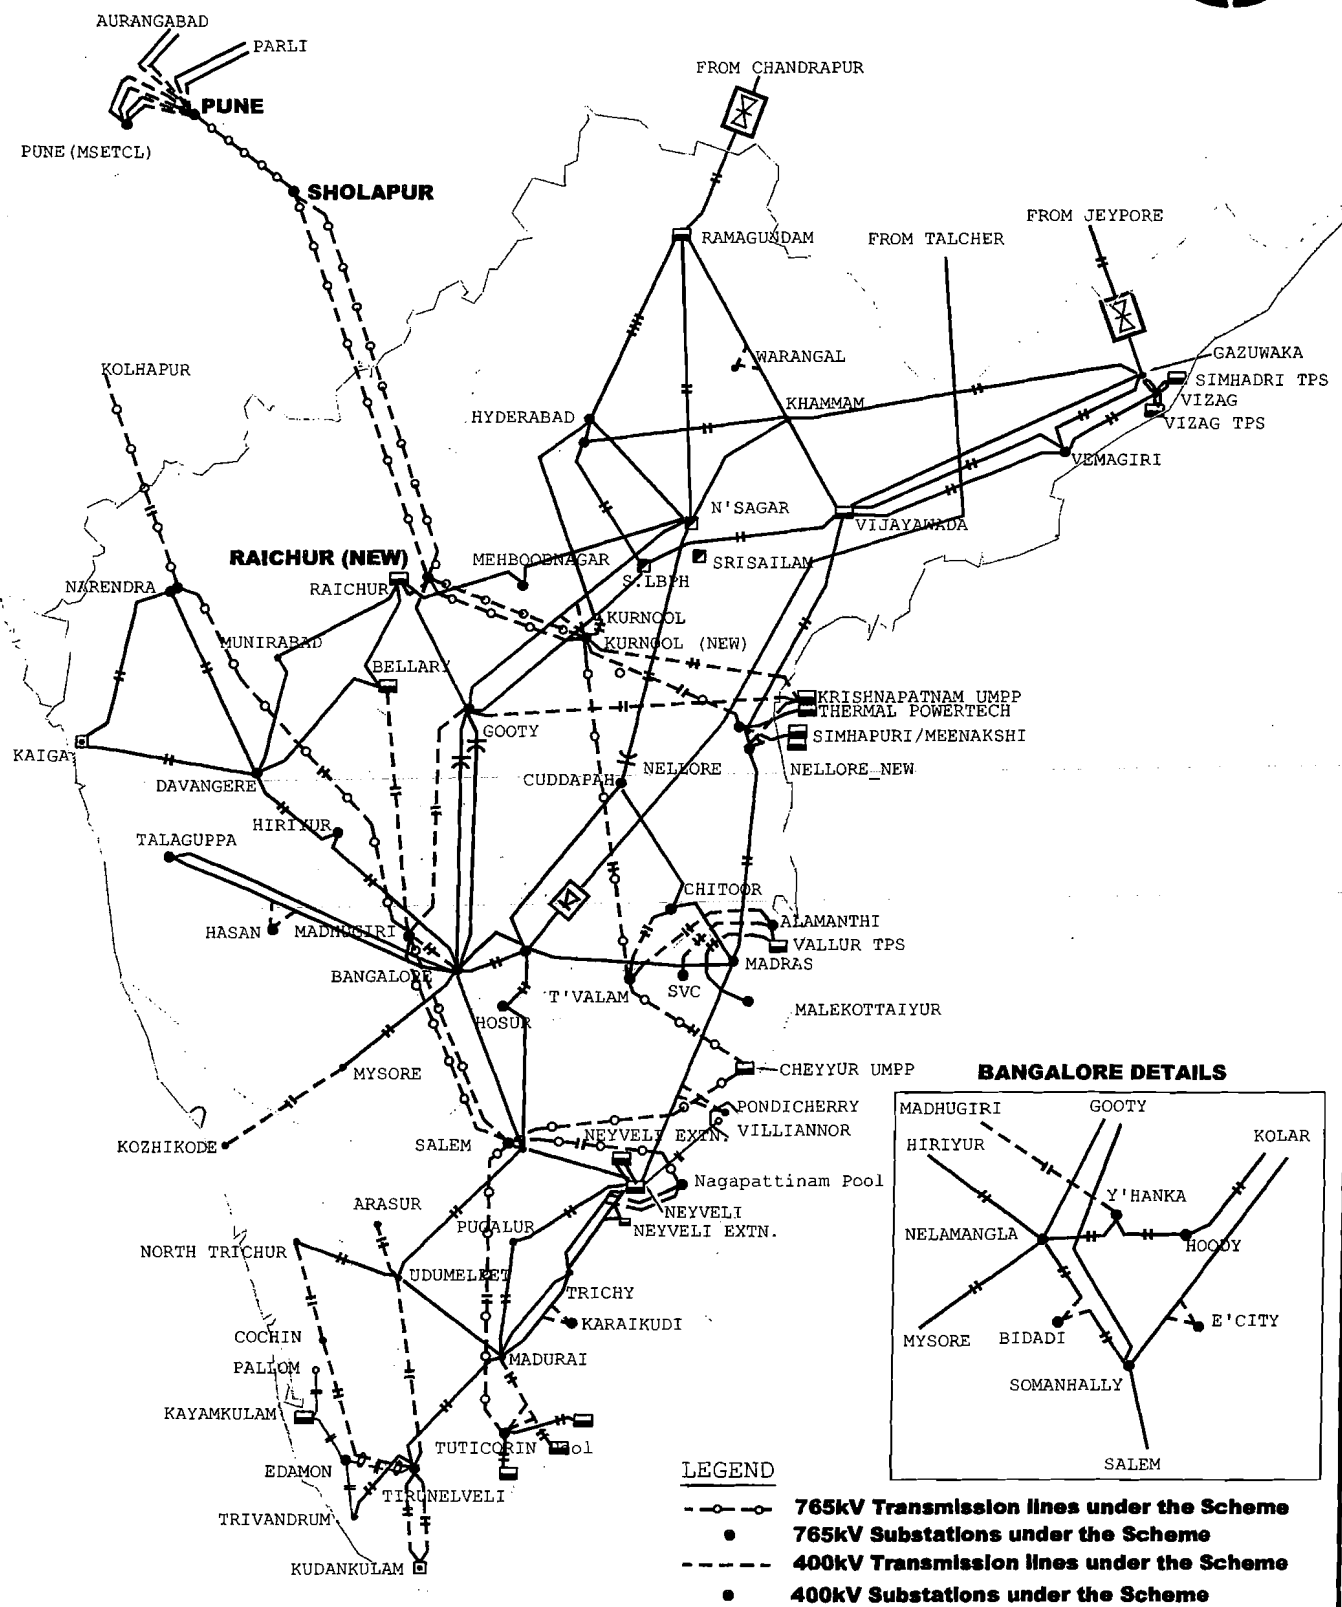 AURANGABAD
PARLI
FROM CHANDRAPUR
PUNE
PUNE(MSETCL)
SHOLAPUR
FROM JEYPORE
RAMAGUNDAM
FROM TALCHER
GAZUWAKA
WARANGAL
KOLHAPUR
SIMHADRI TPS
VIZAG
KHAMMAM
HYDERABAD
VIZAG TPS
VEMAGIRI
N'SAGAR
VIJAYAWADA
RAICHUR (NEW)
MEHBOOBNAGAR
SRISAILAM
NARENDRA
RAICHUR
S.LBPH
KURNOOL
MUNIRABAD
KURNOOL (NEW)
BELLARY
KRISHNAPATNAM UMPP
THERMAL POWERTECH
GOOTY
SIMHAPURI/MEENAKSHI
KAIGA
NELLORE
NELLORE_NEW
DAVANGERE
CUDDAPAH
HIRIYUR
TALAGUPPA
CHITOOR
ALAMANTHI
HASAN
MADHUGIRI
VALLUR TPS
MADRAS
BANGALORE
T'VALAM
SVC
MALEKOTTAIYUR
HOSUR
MYSORE
CHEYYUR UMPP
PONDICHERRY
VILLIANNOR
KOZHIKODE
SALEM
NEYVELI EXTN.
Nagapattinam Pool
ARASUR
NEYVELI
PUGALUR
NEYVELI EXTN.
NORTH TRICHUR
UDUMELPET
TRICHY
KARAIKUDI
COCHIN
PALLOM
MADURAI
KAYAMKULAM
TUTICORIN Pool
EDAMON
TIRUNELVELI
TRIVANDRUM
KUDANKULAM
BANGALORE DETAILS
MADHUGIRI
GOOTY
HIRIYUR
KOLAR
Y'HANKA
NELAMANGLA
HOODY
MYSORE
BIDADI
E'CITY
SOMANHALLY
SALEM
LEGEND
765kV Transmission lines under the Scheme
765kV Substations under the Scheme
400kV Transmission lines under the Scheme
400kV Substations under the Scheme